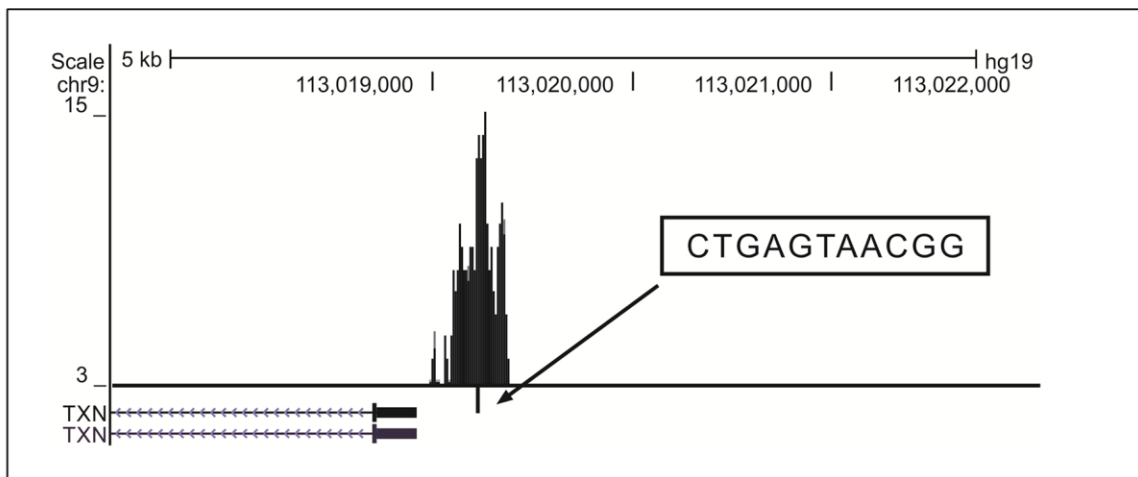 Scale 5 kb hg19
chr9: 113,019,000 113,020,000 113,021,000 113,022,000
15
CTGAGTAACGG
3
TXN
TXN